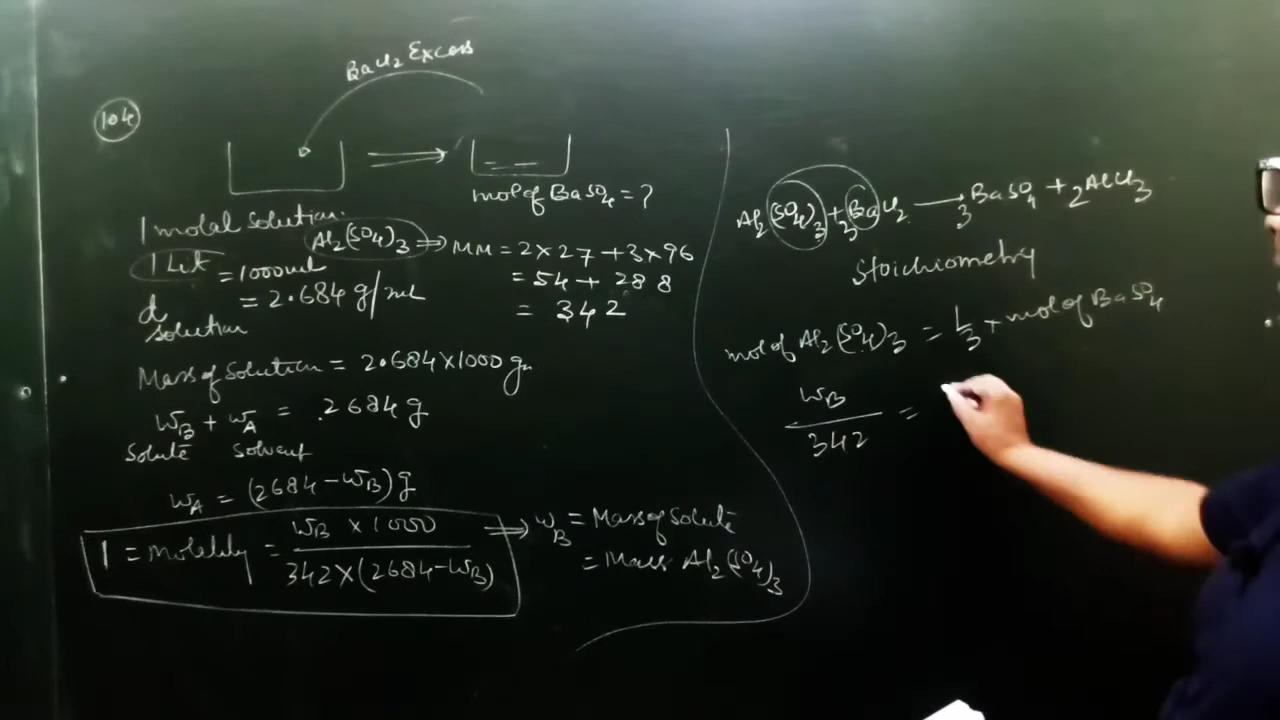 BaCl2 Excess
104
mol of BaSO4 = ?
1 molal solution.
Al2(SO4)3 ⇒ MM = 2×27 + 3×96
1 Lit = 1000 ml
= 54 + 288
d solution = 2.684 g/ml
= 342
Mass of Solution = 2.684×1000 g
WB + WA = 2684 g
Solute Solvent
WA = (2684 - WB) g
1 = Molality = WB × 1000 / 342×(2684-WB)
⇒ WB = Mass of Solute
= Mass Al2(SO4)3
Al2(SO4)3 + 3BaCl2 → 3BaSO4 + 2AlCl3
Stoichiometry
mol of Al2(SO4)3 = 1/3 × mol of BaSO4
WB / 342 =